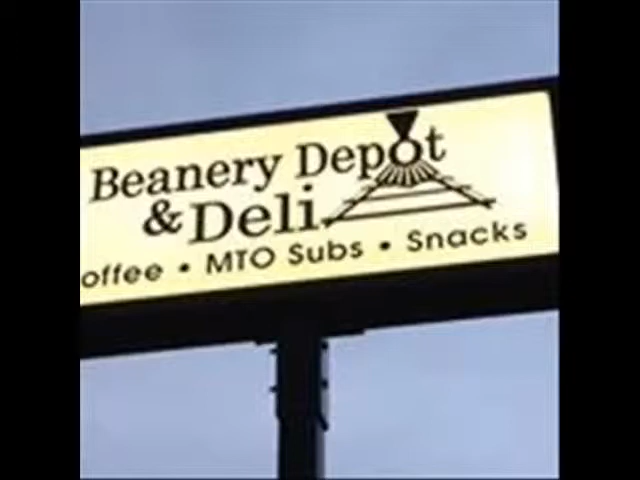 Beanery Depot
& Deli
offee • MTO Subs • Snacks